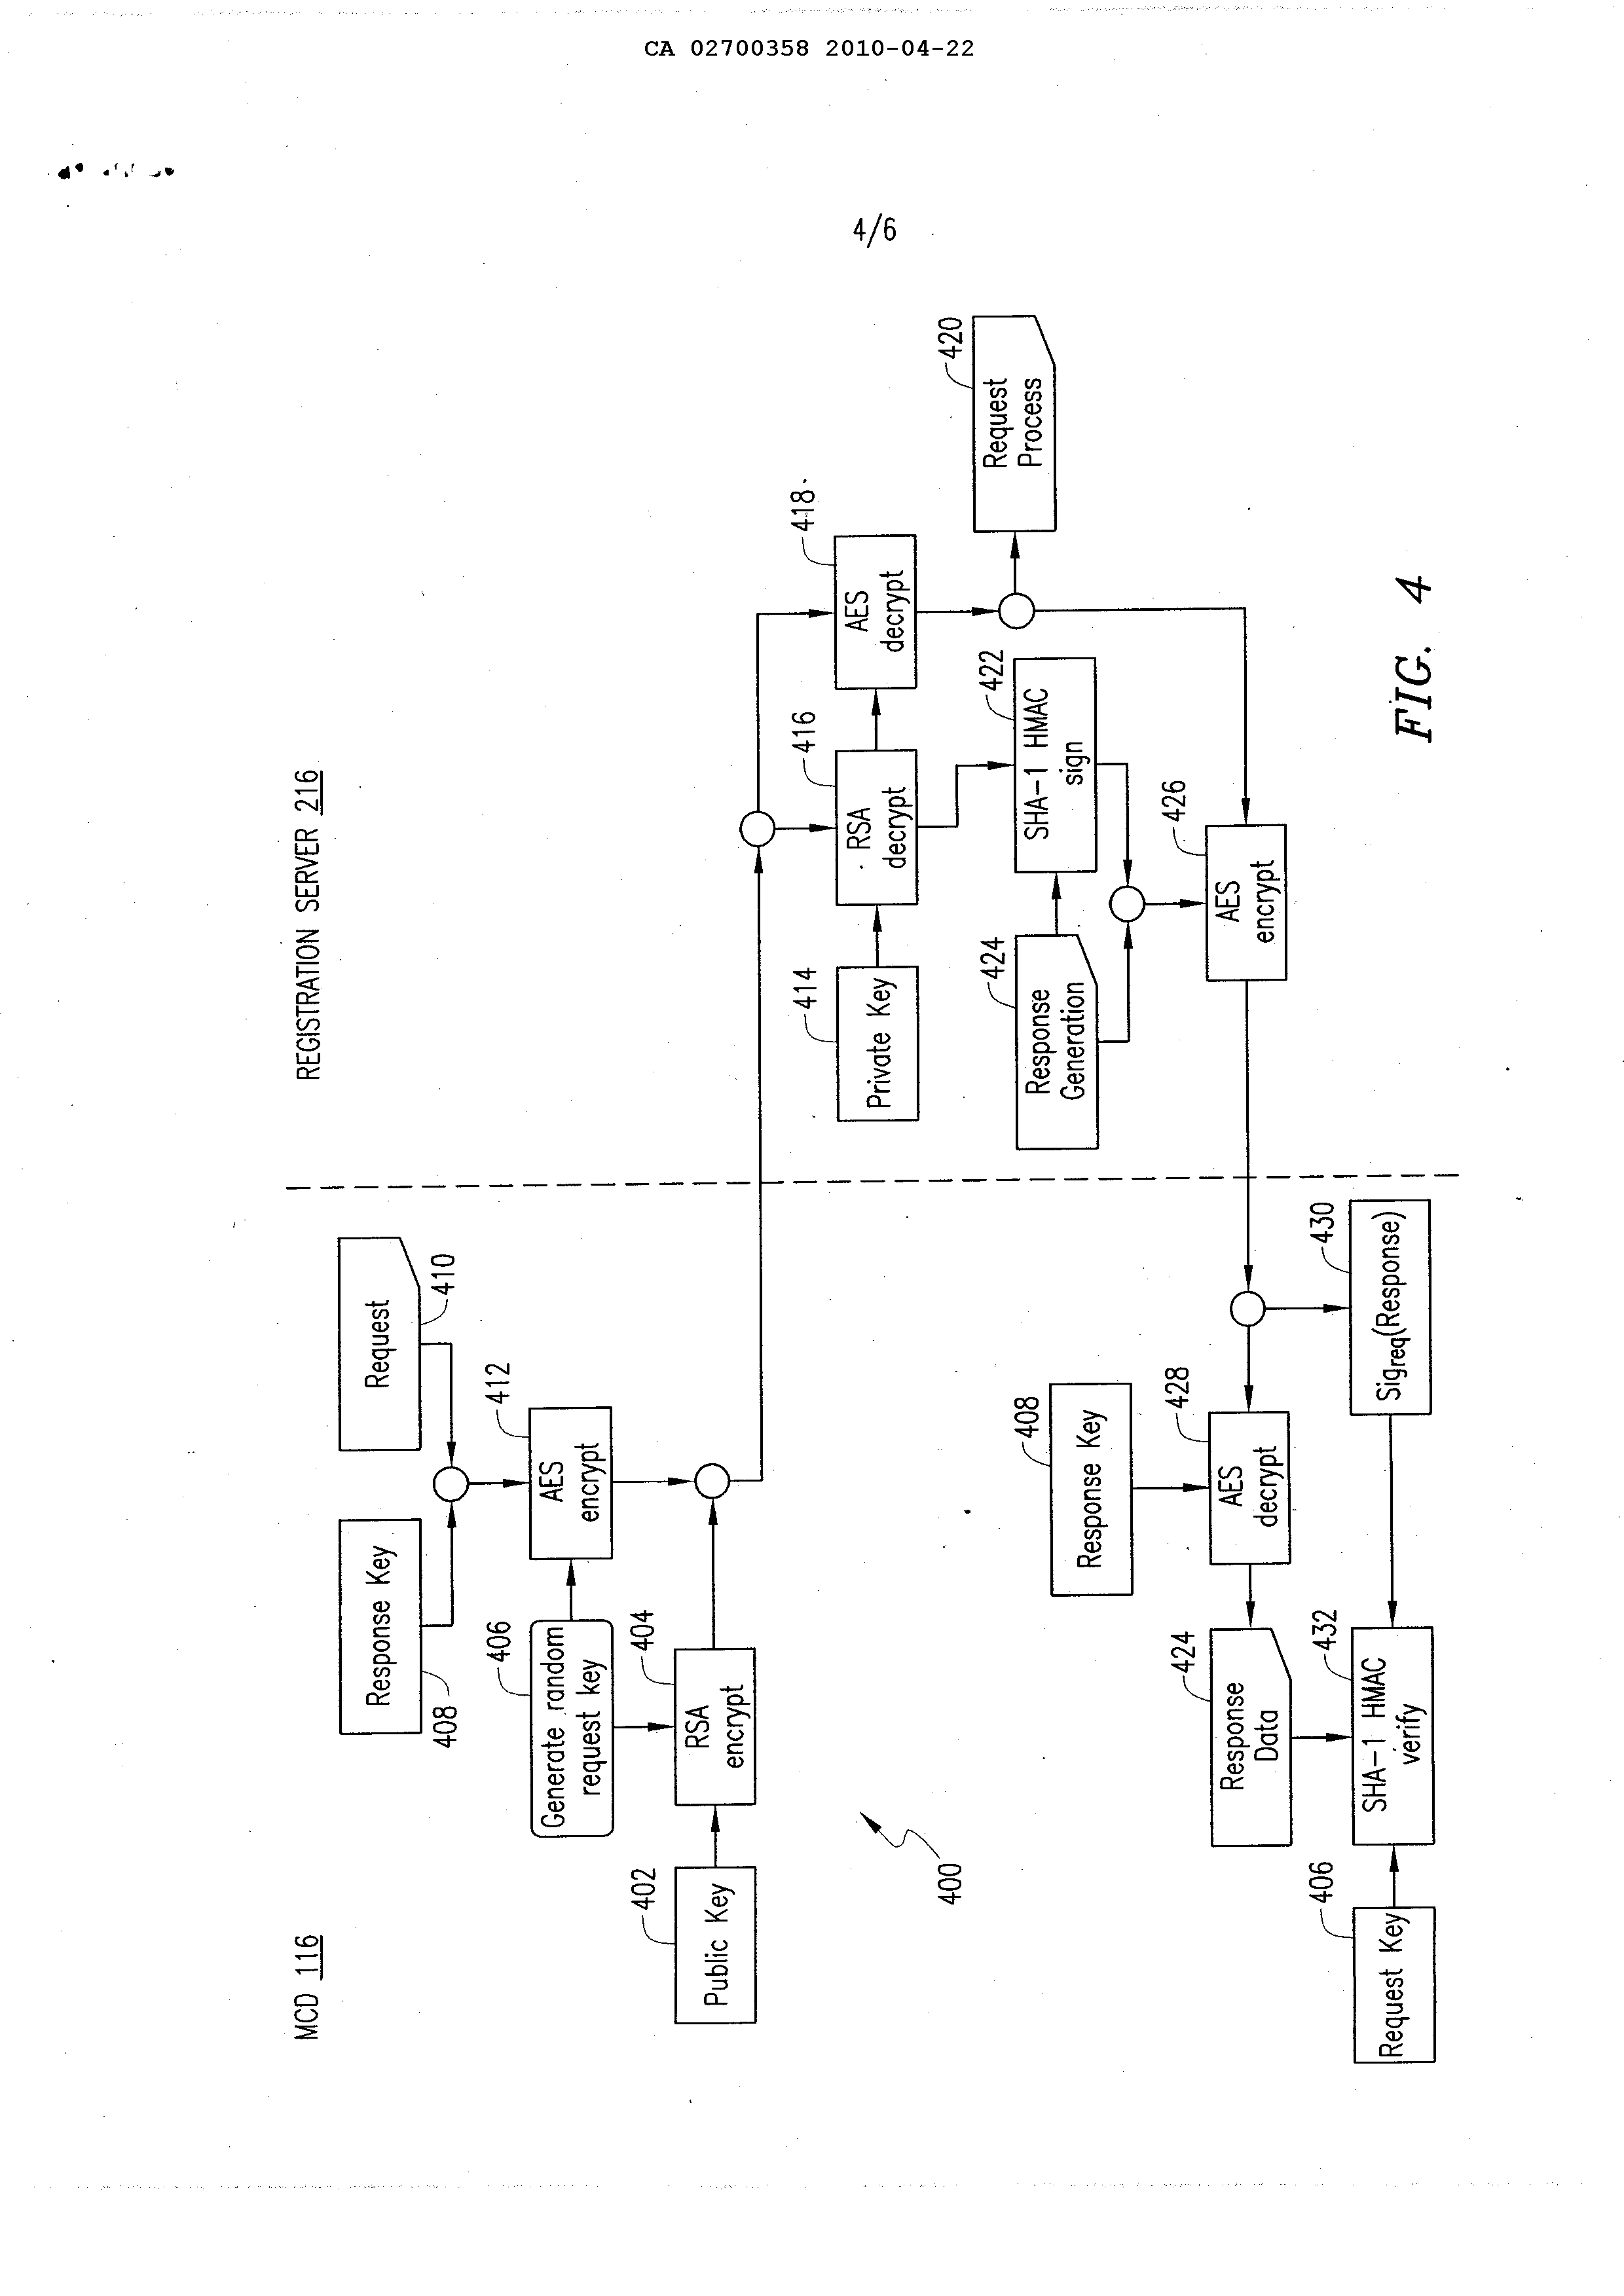 CA 02700358 2010-04-22
4/6
MCD 116
REGISTRATION SERVER 216
Response Key
408
Request
410
Generate random
request key
406
AES
encrypt
412
Public Key
402
RSA
encrypt
404
400
Private Key
414
RSA
decrypt
416
AES
decrypt
418
Request
Process
420
Response
Generation
424
SHA-1 HMAC
sign
422
AES
encrypt
426
Response Key
408
AES
decrypt
428
Response
Data
424
Sigreq(Response)
430
Request Key
406
SHA-1 HMAC
verify
432
FIG. 4